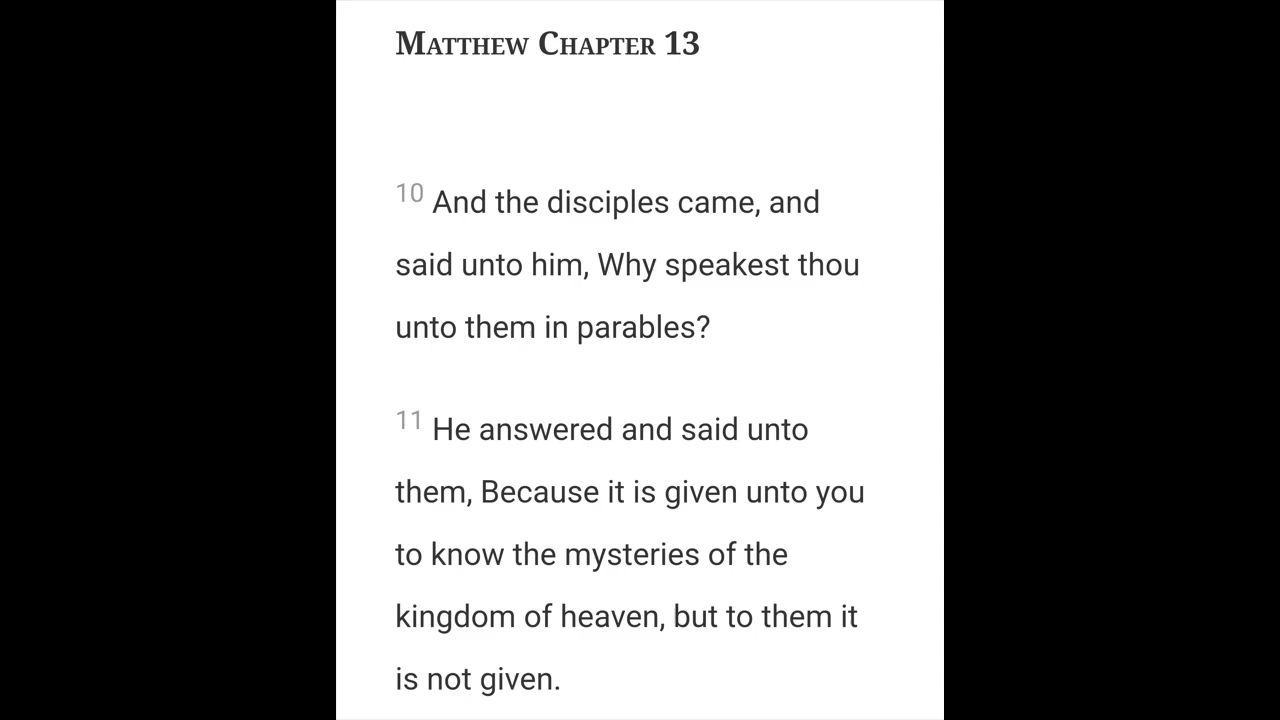 Matthew Chapter 13
10 And the disciples came, and
said unto him, Why speakest thou
unto them in parables?
11 He answered and said unto
them, Because it is given unto you
to know the mysteries of the
kingdom of heaven, but to them it
is not given.